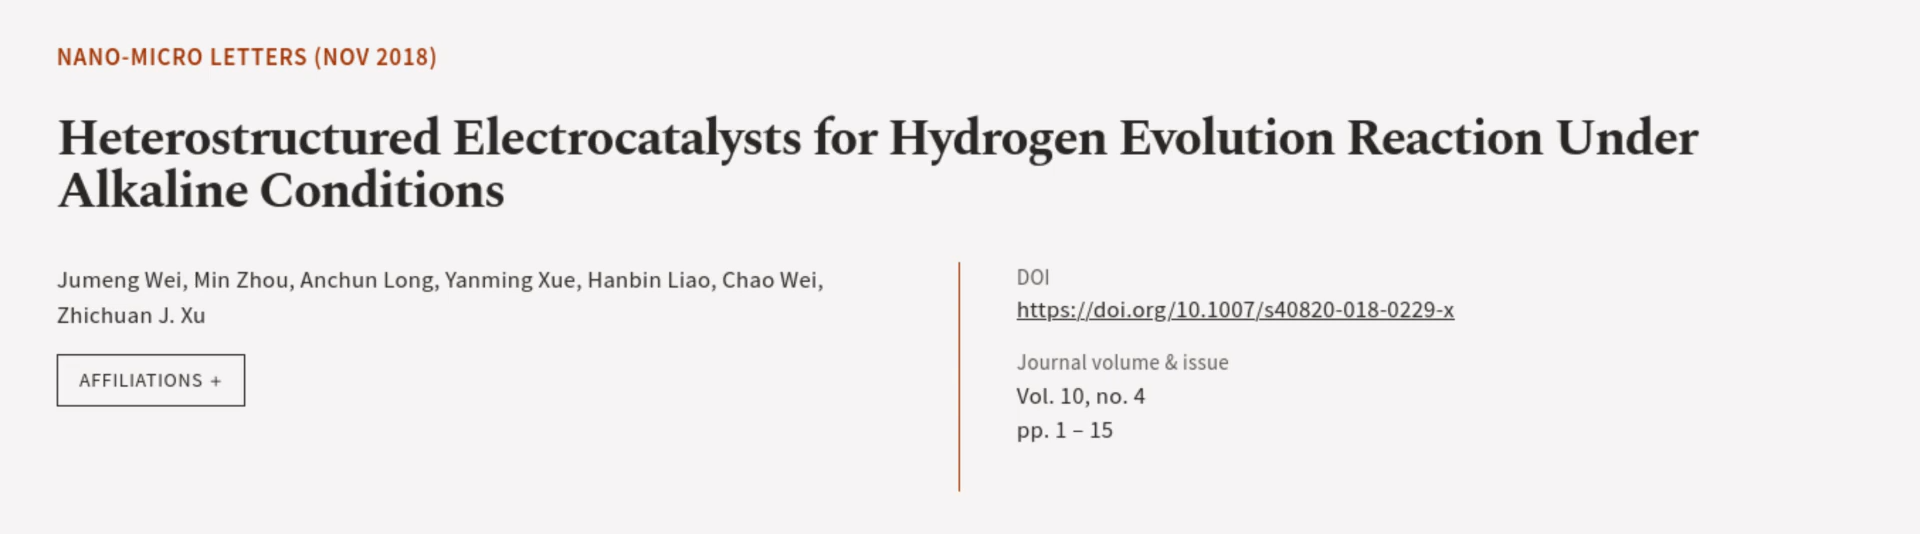 NANO-MICRO LETTERS (NOV 2018)
Heterostructured Electrocatalysts for Hydrogen Evolution Reaction Under
Alkaline Conditions
Jumeng Wei, Min Zhou, Anchun Long, Yanming Xue, Hanbin Liao, Chao Wei,
Zhichuan J. Xu
AFFILIATIONS +
DOI
https://doi.org/10.1007/s40820-018-0229-x
Journal volume & issue
Vol. 10, no. 4
pp. 1 – 15